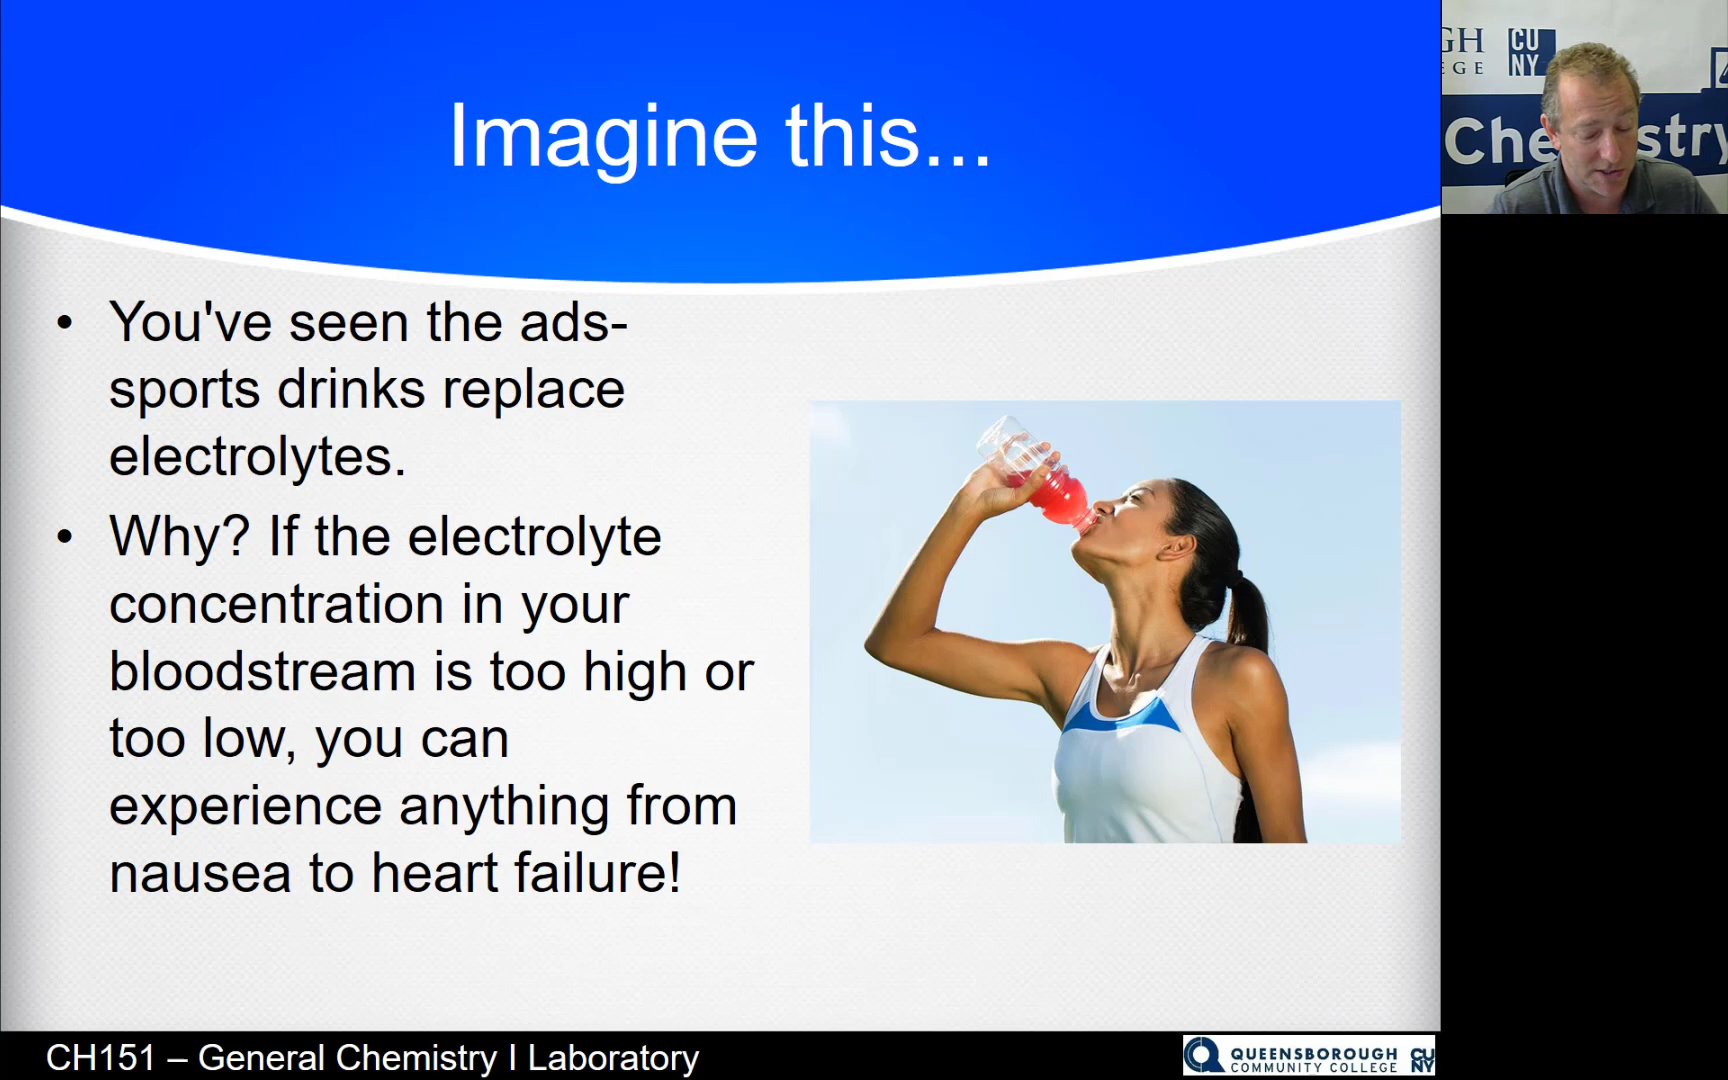 Imagine this...
You've seen the ads-
sports drinks replace
electrolytes.
Why? If the electrolyte
concentration in your
bloodstream is too high or
too low, you can
experience anything from
nausea to heart failure!
CH151 – General Chemistry I Laboratory
QUEENSBOROUGH
COMMUNITY COLLEGE
CU
NY
GH
EGE
CU
NY
Che stry